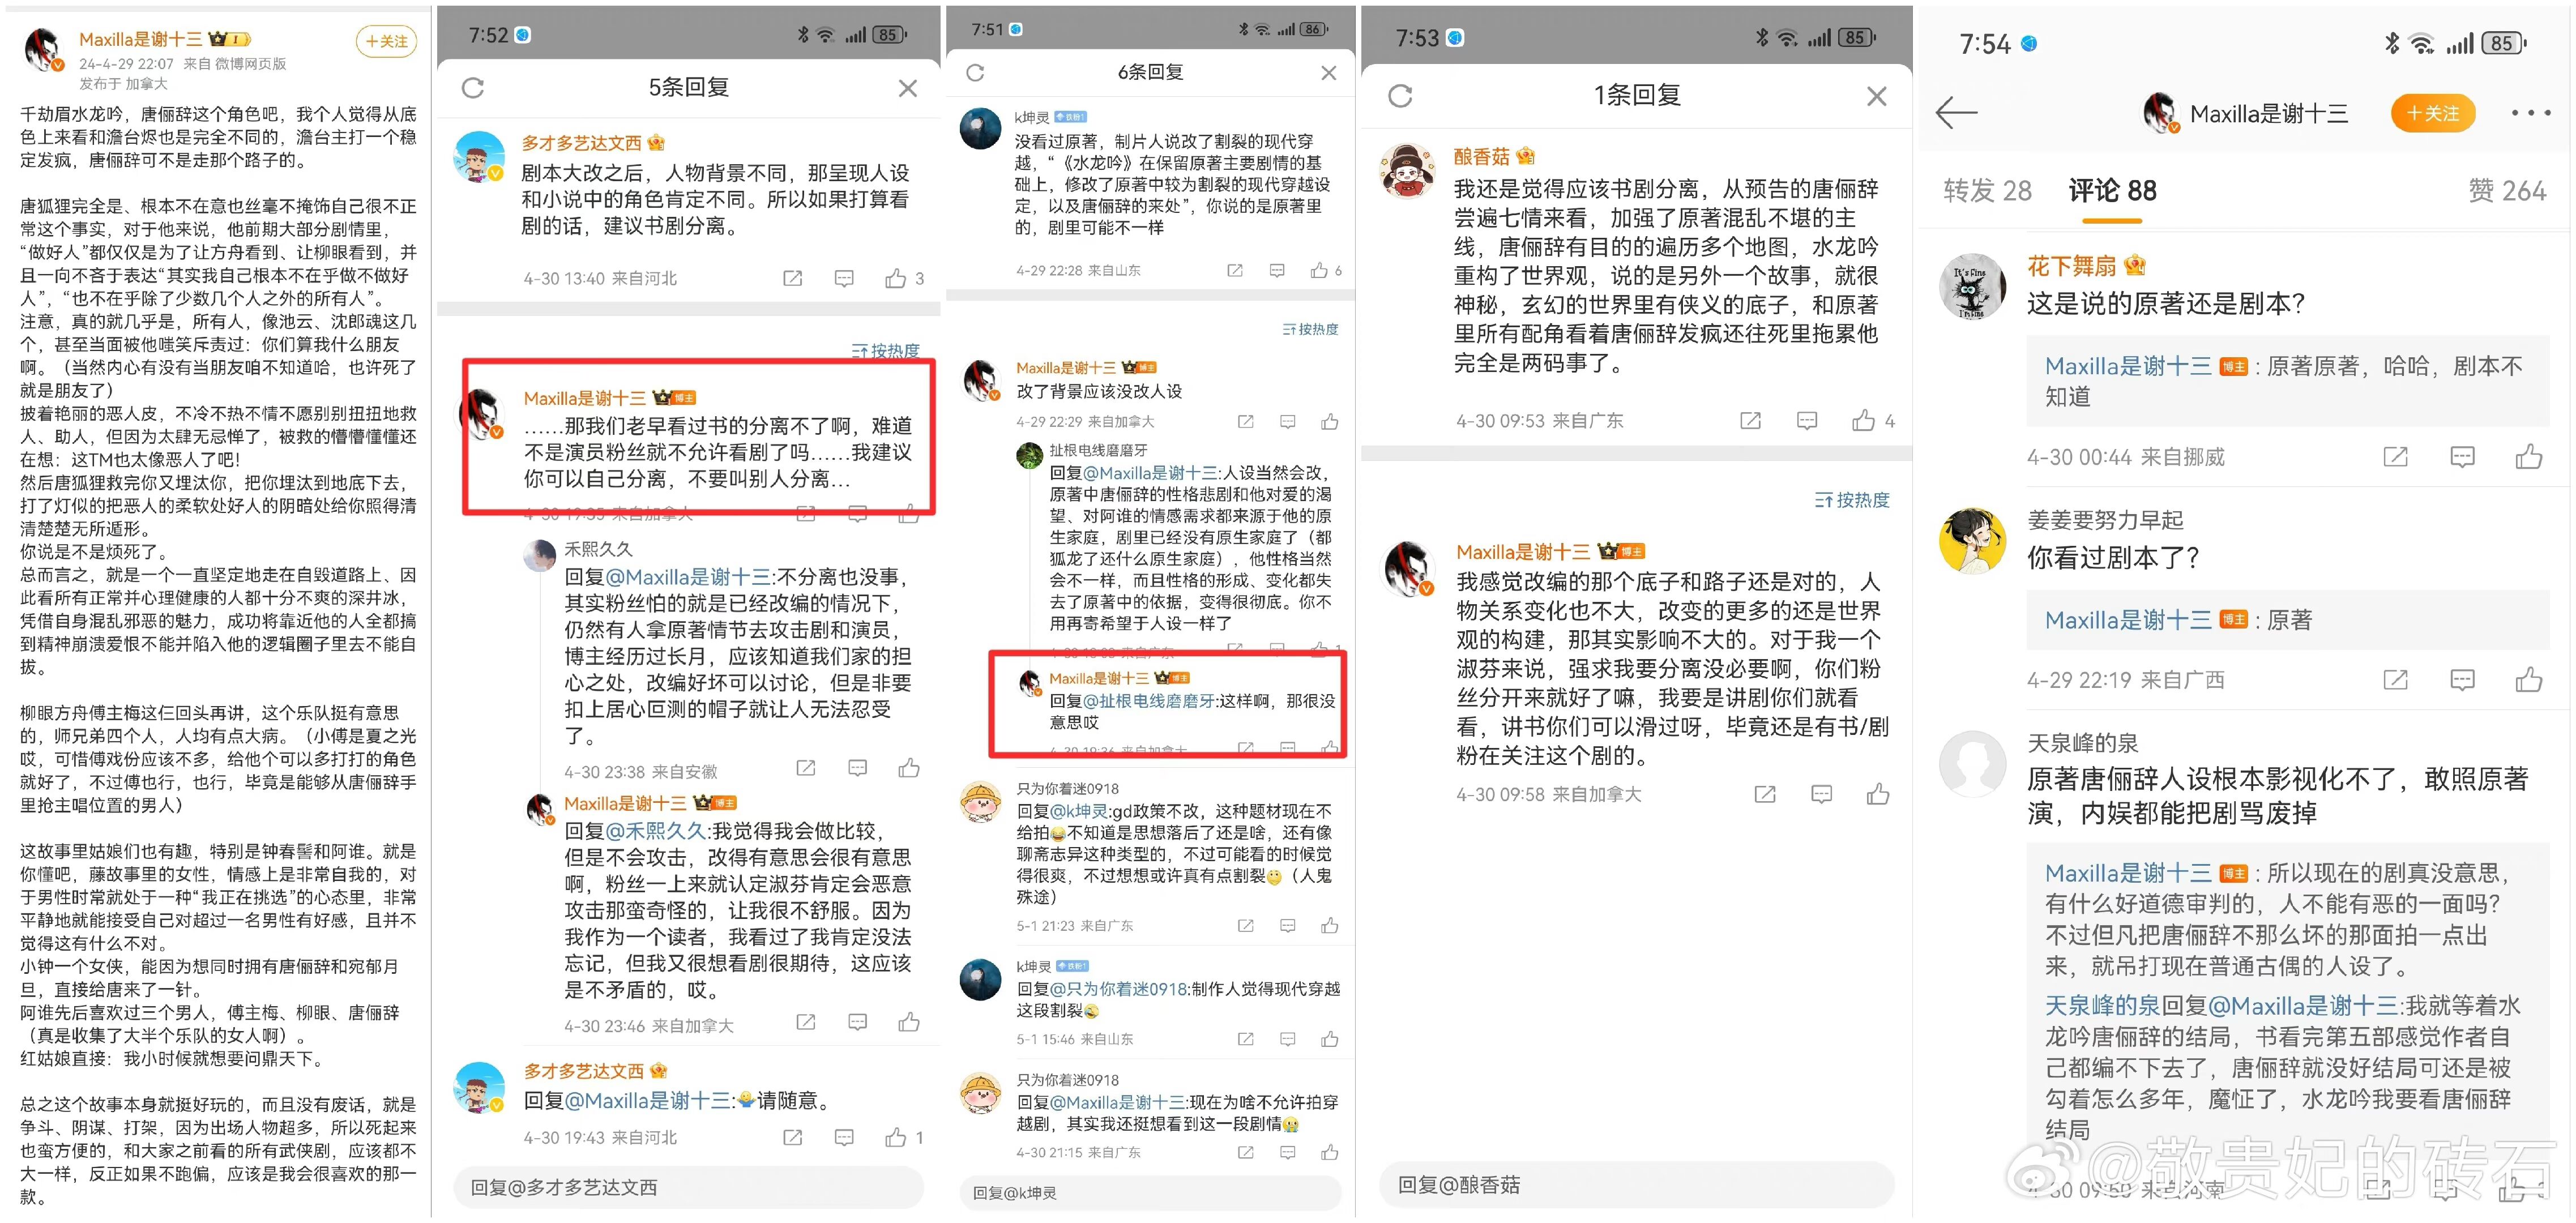 Maxilla是谢十三 I
+关注
24-4-29 22:07 来自 微博网页版
发布于 加拿大
千劫眉水龙吟，唐俪辞这个角色吧，我个人觉得从底
色上来看和澹台烬也是完全不同的，澹台主打一个稳
定发疯，唐俪辞可不是走那个路子的。
唐狐狸完全是、根本不在意也丝毫不掩饰自己很不正
常这个事实，对于他来说，他前期大部分剧情里，
“做好人”都仅仅是为了让方舟看到、让柳眼看到，并
且一向不吝于表达“其实我自己根本不在乎做不做好
人”，“也不在乎除了少数几个人之外的所有人”。
注意，真的就几乎是，所有人，像池云、沈郎魂这几
个，甚至当面被他嗤笑斥责过：你们算我什么朋友
啊。（当然内心有没有当朋友咱不知道哈，也许死了
就是朋友了）
披着艳丽的恶人皮，不冷不热不情不愿别别扭扭地救
人、助人，但因为太肆无忌惮了，被救的懵懵懂懂还
在想：这TM也太像恶人了吧！
然后唐狐狸救完你又埋汰你，把你埋汰到地底下去，
打了灯似的把恶人的柔软处好人的阴暗处给你照得清
清楚楚无所遁形。
你说是不是烦死了。
总而言之，就是一个一直坚定地走在自毁道路上、因
此看所有正常并心理健康的人都十分不爽的深井冰，
凭借自身混乱邪恶的魅力，成功将靠近他的人全都搞
到精神崩溃爱恨不能并陷入他的逻辑圈子里去不能自
拔。
柳眼方舟傅主梅这仨回头再讲，这个乐队挺有意思
的，师兄弟四个人，人均有点大病。（小傅是夏之光
哎，可惜傅戏份应该不多，给他个可以多打打的角色
就好了，不过傅也行，也行，毕竟是能够从唐俪辞手
里抢主唱位置的男人）
这故事里姑娘们也有趣，特别是钟春髻和阿谁。就是
你懂吧，藤故事里的女性，情感上是非常自我的，对
于男性时常就处于一种“我正在挑选”的心态里，非常
平静地就能接受自己对超过一名男性有好感，且并不
觉得这有什么不对。
小钟一个女侠，能因为想同时拥有唐俪辞和宛郁月
旦，直接给唐来了一针。
阿谁先后喜欢过三个男人，傅主梅、柳眼、唐俪辞
（真是收集了大半个乐队的女人啊）。
红姑娘直接：我小时候就想要问鼎天下。
总之这个故事本身就挺好玩的，而且没有废话，就是
争斗、阴谋、打架，因为出场人物超多，所以死起来
也蛮方便的，和大家之前看的所有武侠剧，应该都不
大一样，反正如果不跑偏，应该是我会很喜欢的那一
款。
7:52 85
5条回复
多才多艺达文西
剧本大改之后，人物背景不同，那呈现人设
和小说中的角色肯定不同。所以如果打算看
剧的话，建议书剧分离。
4-30 13:40 来自河北 3
按热度
Maxilla是谢十三 博主
……那我们老早看过书的分离不了啊，难道
不是演员粉丝就不允许看剧了吗……我建议
你可以自己分离，不要叫别人分离…
4-30 19:35 来自加拿大
禾熙久久
回复@Maxilla是谢十三:不分离也没事，
其实粉丝怕的就是已经改编的情况下，
仍然有人拿原著情节去攻击剧和演员，
博主经历过长月，应该知道我们家的担
心之处，改编好坏可以讨论，但是非要
扣上居心叵测的帽子就让人无法忍受
了。
4-30 23:38 来自安徽
Maxilla是谢十三 博主
回复@禾熙久久:我觉得我会做比较，
但是不会攻击，改得有意思会很有意思
啊，粉丝一上来就认定淑芬肯定会恶意
攻击那蛮奇怪的，让我很不舒服。因为
我作为一个读者，我看过了我肯定没法
忘记，但我又很想看剧很期待，这应该
是不矛盾的，哎。
4-30 23:46 来自加拿大
多才多艺达文西
回复@Maxilla是谢十三:请随意。
4-30 19:43 来自河北 1
回复@多才多艺达文西
7:51 86
6条回复
k坤灵 铁粉1
没看过原著，制片人说改了割裂的现代穿
越，“《水龙吟》在保留原著主要剧情的基
础上，修改了原著中较为割裂的现代穿越设
定，以及唐俪辞的来处”，你说的是原著里
的，剧里可能不一样
4-29 22:28 来自山东 6
按热度
Maxilla是谢十三 博主
改了背景应该没改人设
4-29 22:29 来自加拿大
扯根电线磨磨牙
回复@Maxilla是谢十三:人设当然会改，
原著中唐俪辞的性格悲剧和他对爱的渴
望、对阿谁的情感需求都来源于他的原
生家庭，剧里已经没有原生家庭了（都
狐龙了还什么原生家庭），他性格当然
会不一样，而且性格的形成、变化都失
去了原著中的依据，变得很彻底。你不
用再寄希望于人设一样了
Maxilla是谢十三 博主
回复@扯根电线磨磨牙:这样啊，那很没
意思哎
4-30 19:36 来自加拿大
只为你着迷0918
回复@k坤灵:gd政策不改，这种题材现在不
给拍不知道是思想落后了还是啥，还有像
聊斋志异这种类型的，不过可能看的时候觉
得很爽，不过想想或许真有点割裂（人鬼
殊途）
5-1 21:23 来自广东
k坤灵 铁粉1
回复@只为你着迷0918:制作人觉得现代穿越
这段割裂
5-1 15:46 来自山东
只为你着迷0918
回复@Maxilla是谢十三:现在为啥不允许拍穿
越剧，其实我还挺想看到这一段剧情
4-30 21:15 来自广东
回复@k坤灵
7:53 85
1条回复
酿香菇
我还是觉得应该书剧分离，从预告的唐俪辞
尝遍七情来看，加强了原著混乱不堪的主
线，唐俪辞有目的的遍历多个地图，水龙吟
重构了世界观，说的是另外一个故事，就很
神秘，玄幻的世界里有侠义的底子，和原著
里所有配角看着唐俪辞发疯还往死里拖累他
完全是两码事了。
4-30 09:53 来自广东 4
按热度
Maxilla是谢十三 博主
我感觉改编的那个底子和路子还是对的，人
物关系变化也不大，改变的更多的还是世界
观的构建，那其实影响不大的。对于我一个
淑芬来说，强求我要分离没必要啊，你们粉
丝分开来就好了嘛，我要是讲剧你们就看
看，讲书你们可以滑过呀，毕竟还是有书/剧
粉在关注这个剧的。
4-30 09:58 来自加拿大
回复@酿香菇
7:54 85
Maxilla是谢十三 +关注
转发 28 评论 88 赞 264
花下舞扇
这是说的原著还是剧本？
Maxilla是谢十三 博主：原著原著，哈哈，剧本不
知道
4-30 00:44 来自挪威
姜姜要努力早起
你看过剧本了？
Maxilla是谢十三 博主：原著
4-29 22:19 来自广西
天泉峰的泉
原著唐俪辞人设根本影视化不了，敢照原著
演，内娱都能把剧骂废掉
Maxilla是谢十三 博主：所以现在的剧真没意思，
有什么好道德审判的，人不能有恶的一面吗？
不过但凡把唐俪辞不那么坏的那面拍一点出
来，就吊打现在普通古偶的人设了。
天泉峰的泉回复@Maxilla是谢十三:我就等着水
龙吟唐俪辞的结局，书看完第五部感觉作者自
己都编不下去了，唐俪辞就没好结局可还是被
勾着怎么多年，魔怔了，水龙吟我要看唐俪辞
结局
4-30 09:50 来自河南
@敬贵妃的砖石